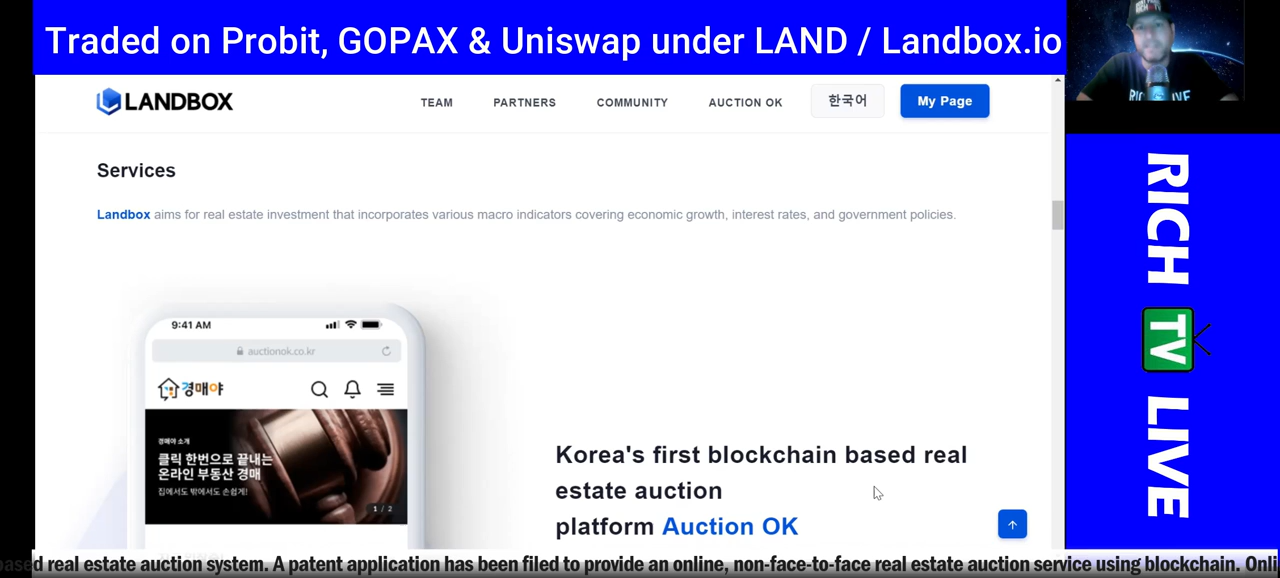 Traded on Probit, GOPAX & Uniswap under LAND / Landbox.io
LANDBOX
TEAM PARTNERS COMMUNITY AUCTION OK 한국어 My Page
Services
Landbox aims for real estate investment that incorporates various macro indicators covering economic growth, interest rates, and government policies.
9:41 AM
auctionok.co.kr
경매야
경매야 소개
클릭 한번으로 끝내는
온라인 부동산 경매
집에서도 밖에서도 손쉽게!
1 / 2
Korea's first blockchain based real
estate auction
platform Auction OK
RICH TV LIVE
based real estate auction system. A patent application has been filed to provide an online, non-face-to-face real estate auction service using blockchain. Onli